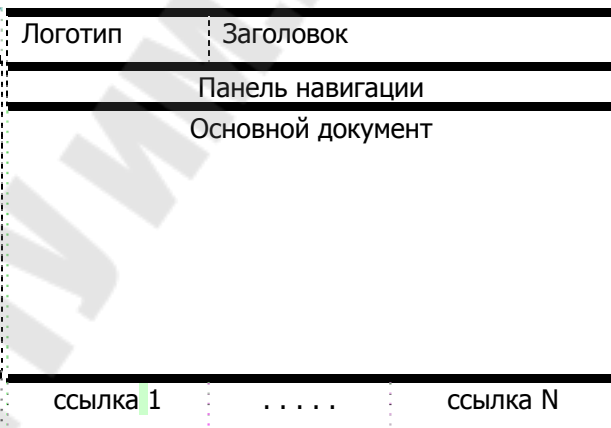 Логотип Заголовок
Панель навигации
Основной документ
ссылка 1 . . . . . ссылка N